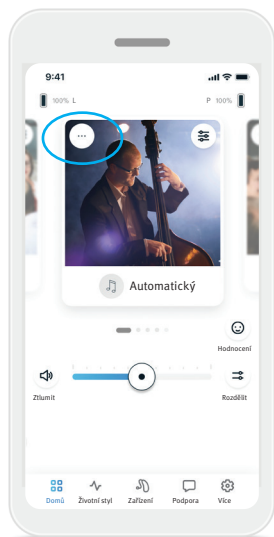 9:41
100% L
P 100%
Automatický
Hodnocení
Ztlumit
Rozdělit
Domů
Životní styl
Zařízení
Podpora
Více